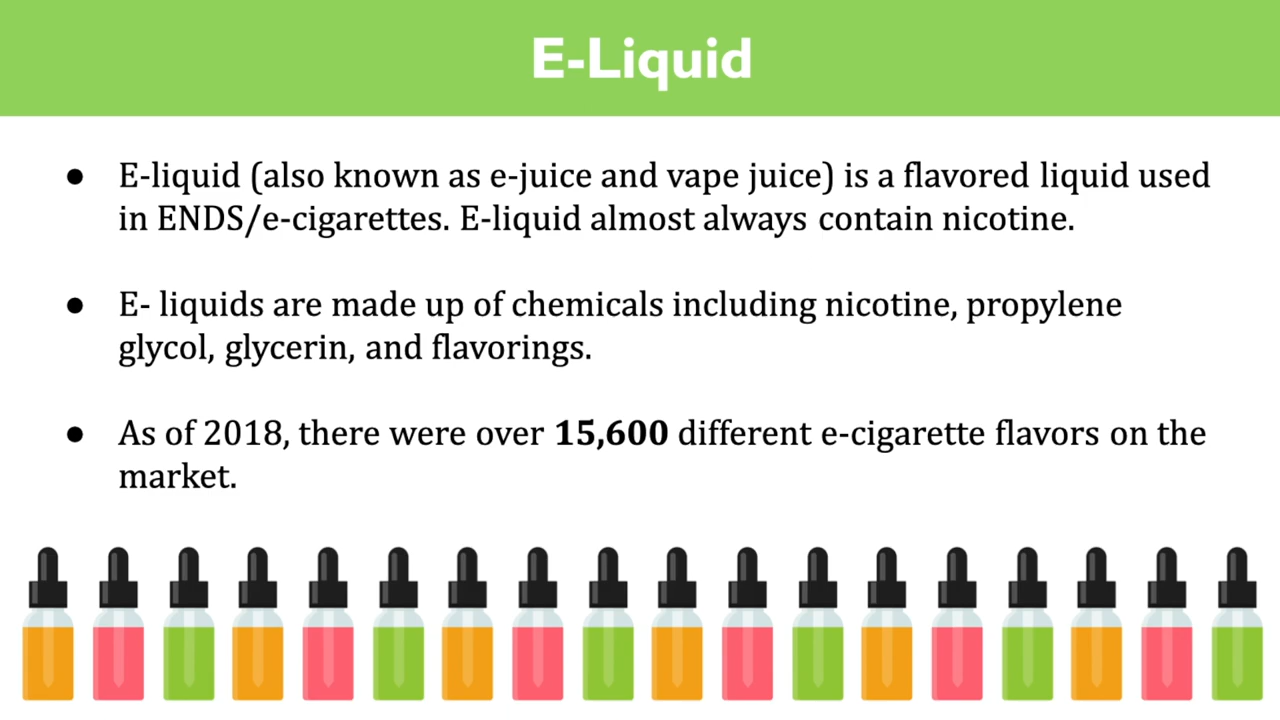 E-Liquid
● E-liquid (also known as e-juice and vape juice) is a flavored liquid used
in ENDS/e-cigarettes. E-liquid almost always contain nicotine.
● E- liquids are made up of chemicals including nicotine, propylene
glycol, glycerin, and flavorings.
● As of 2018, there were over 15,600 different e-cigarette flavors on the
market.